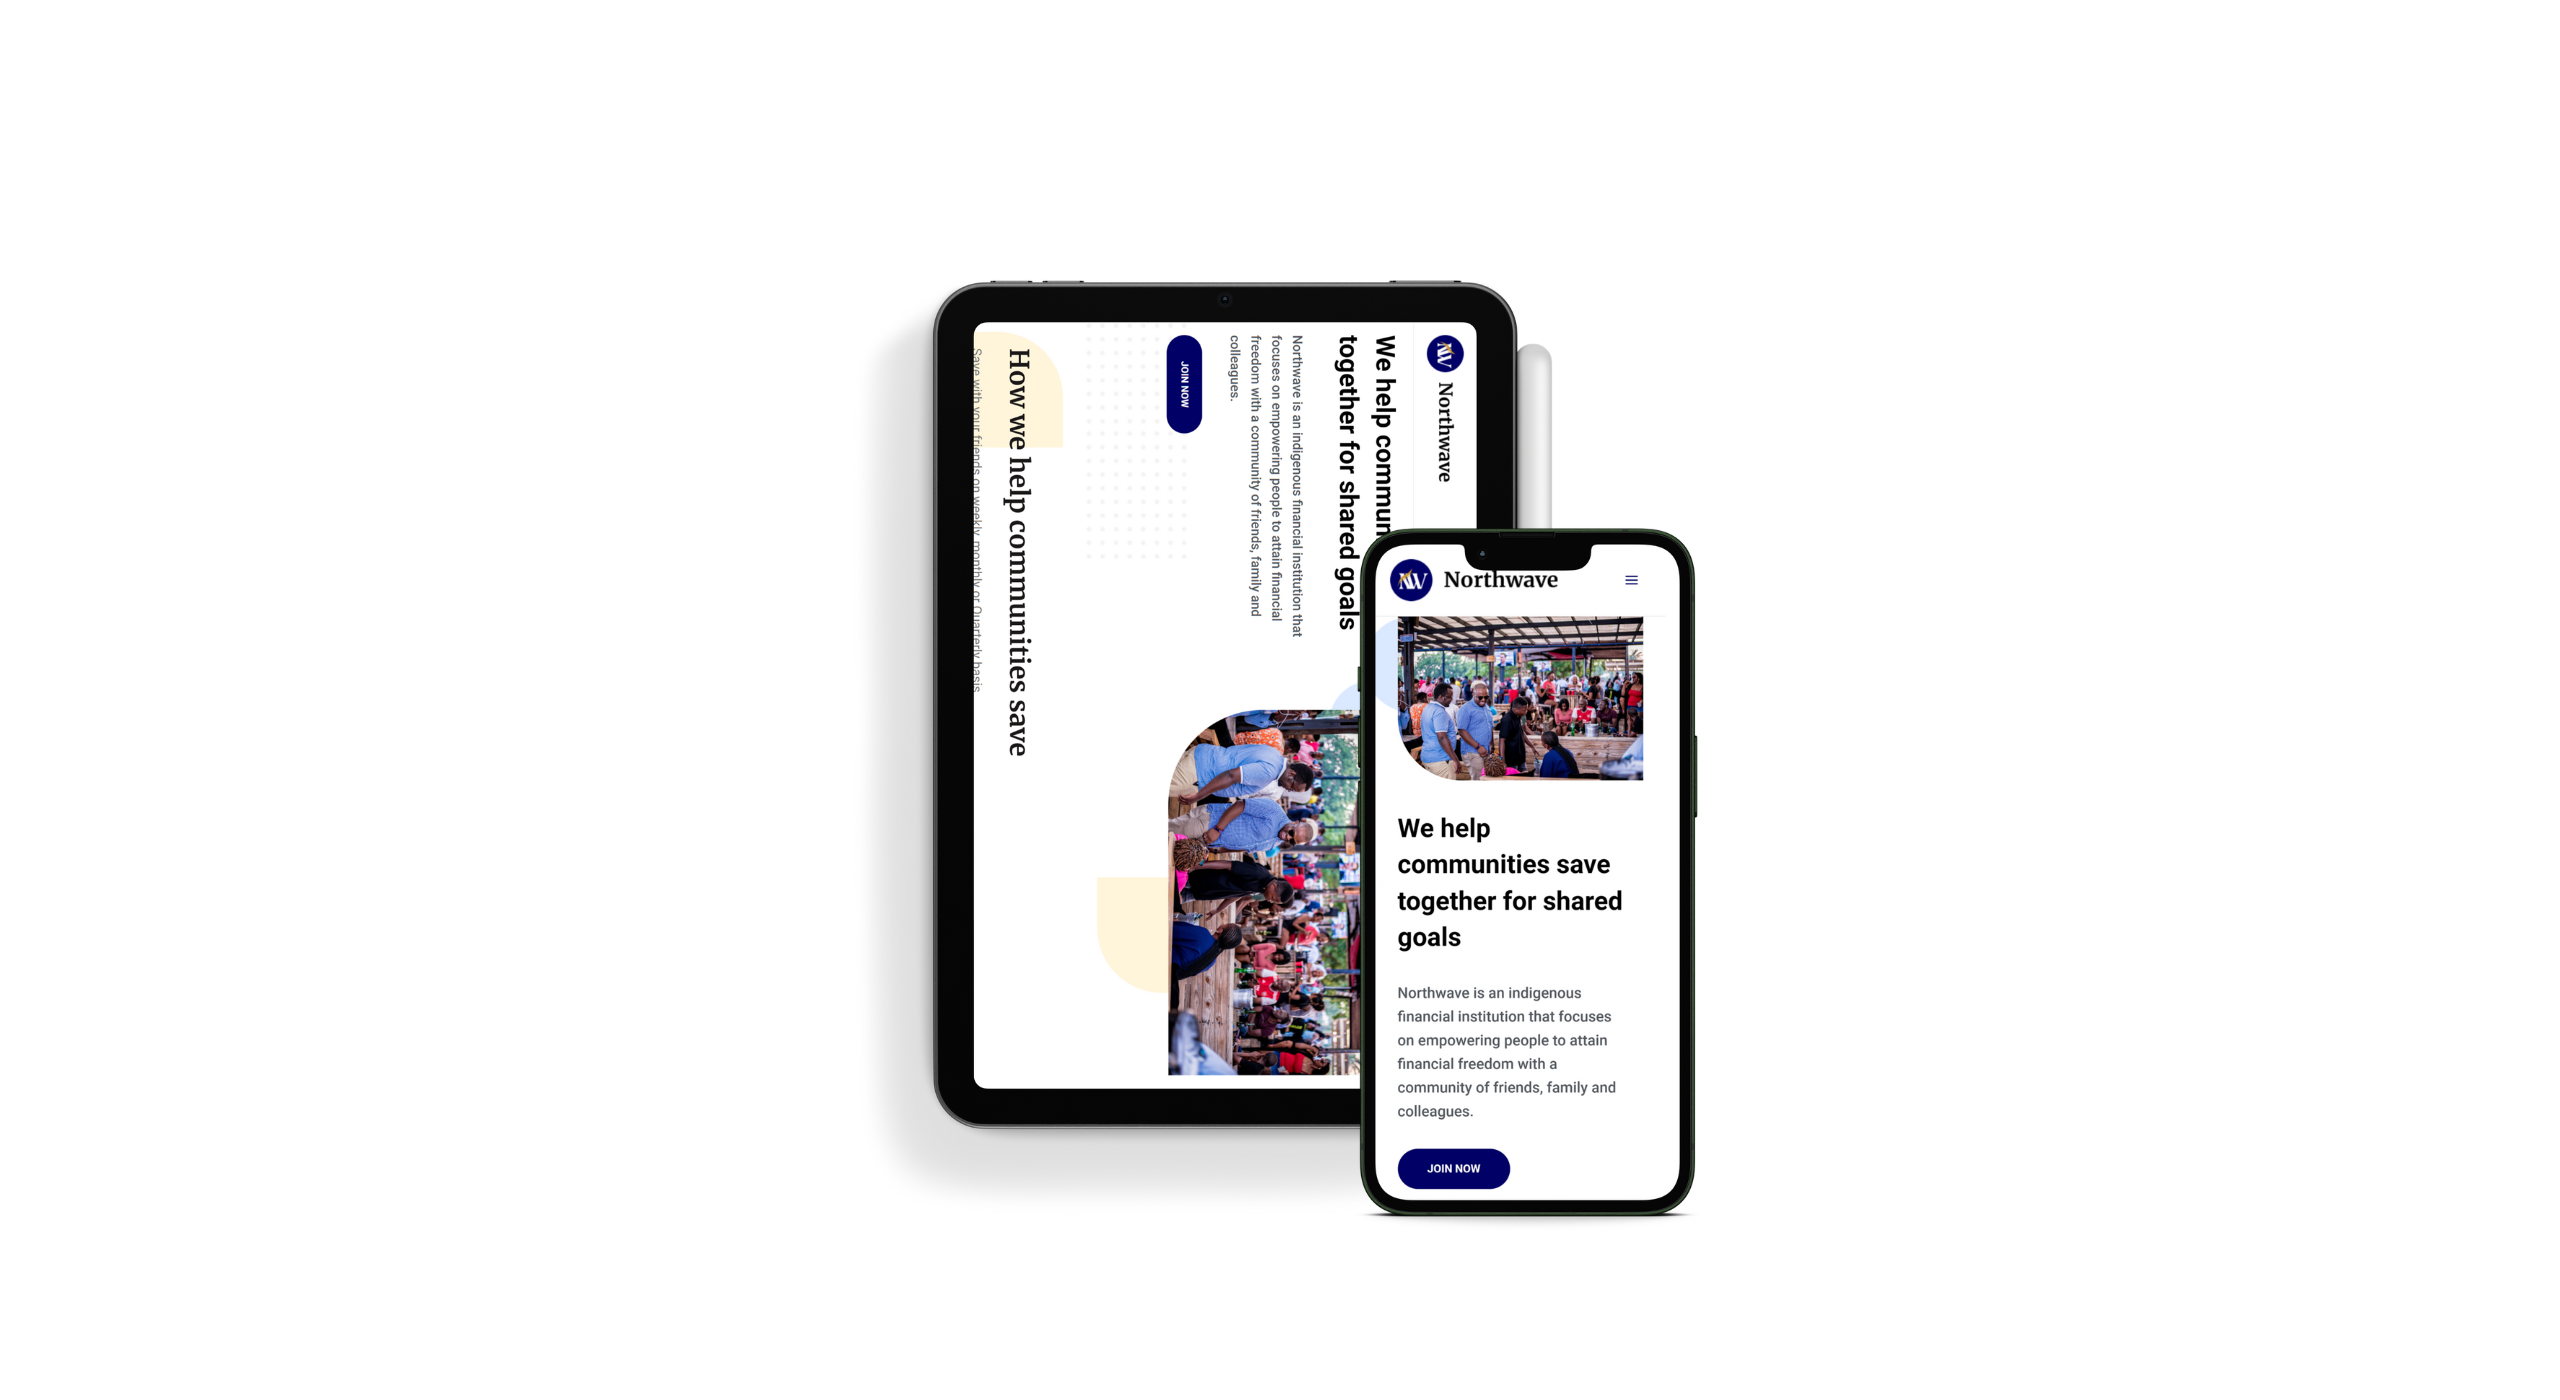 NW Northwave
We help commun
together for shared goals
Northwave is an indigenous financial institution that
focuses on empowering people to attain financial
freedom with a community of friends, family and
colleagues.
JOIN NOW
How we help communities save
Save with your friends on weekly, monthly or Quarterly basis
NW Northwave
We help
communities save
together for shared
goals
Northwave is an indigenous
financial institution that focuses
on empowering people to attain
financial freedom with a
community of friends, family and
colleagues.
JOIN NOW